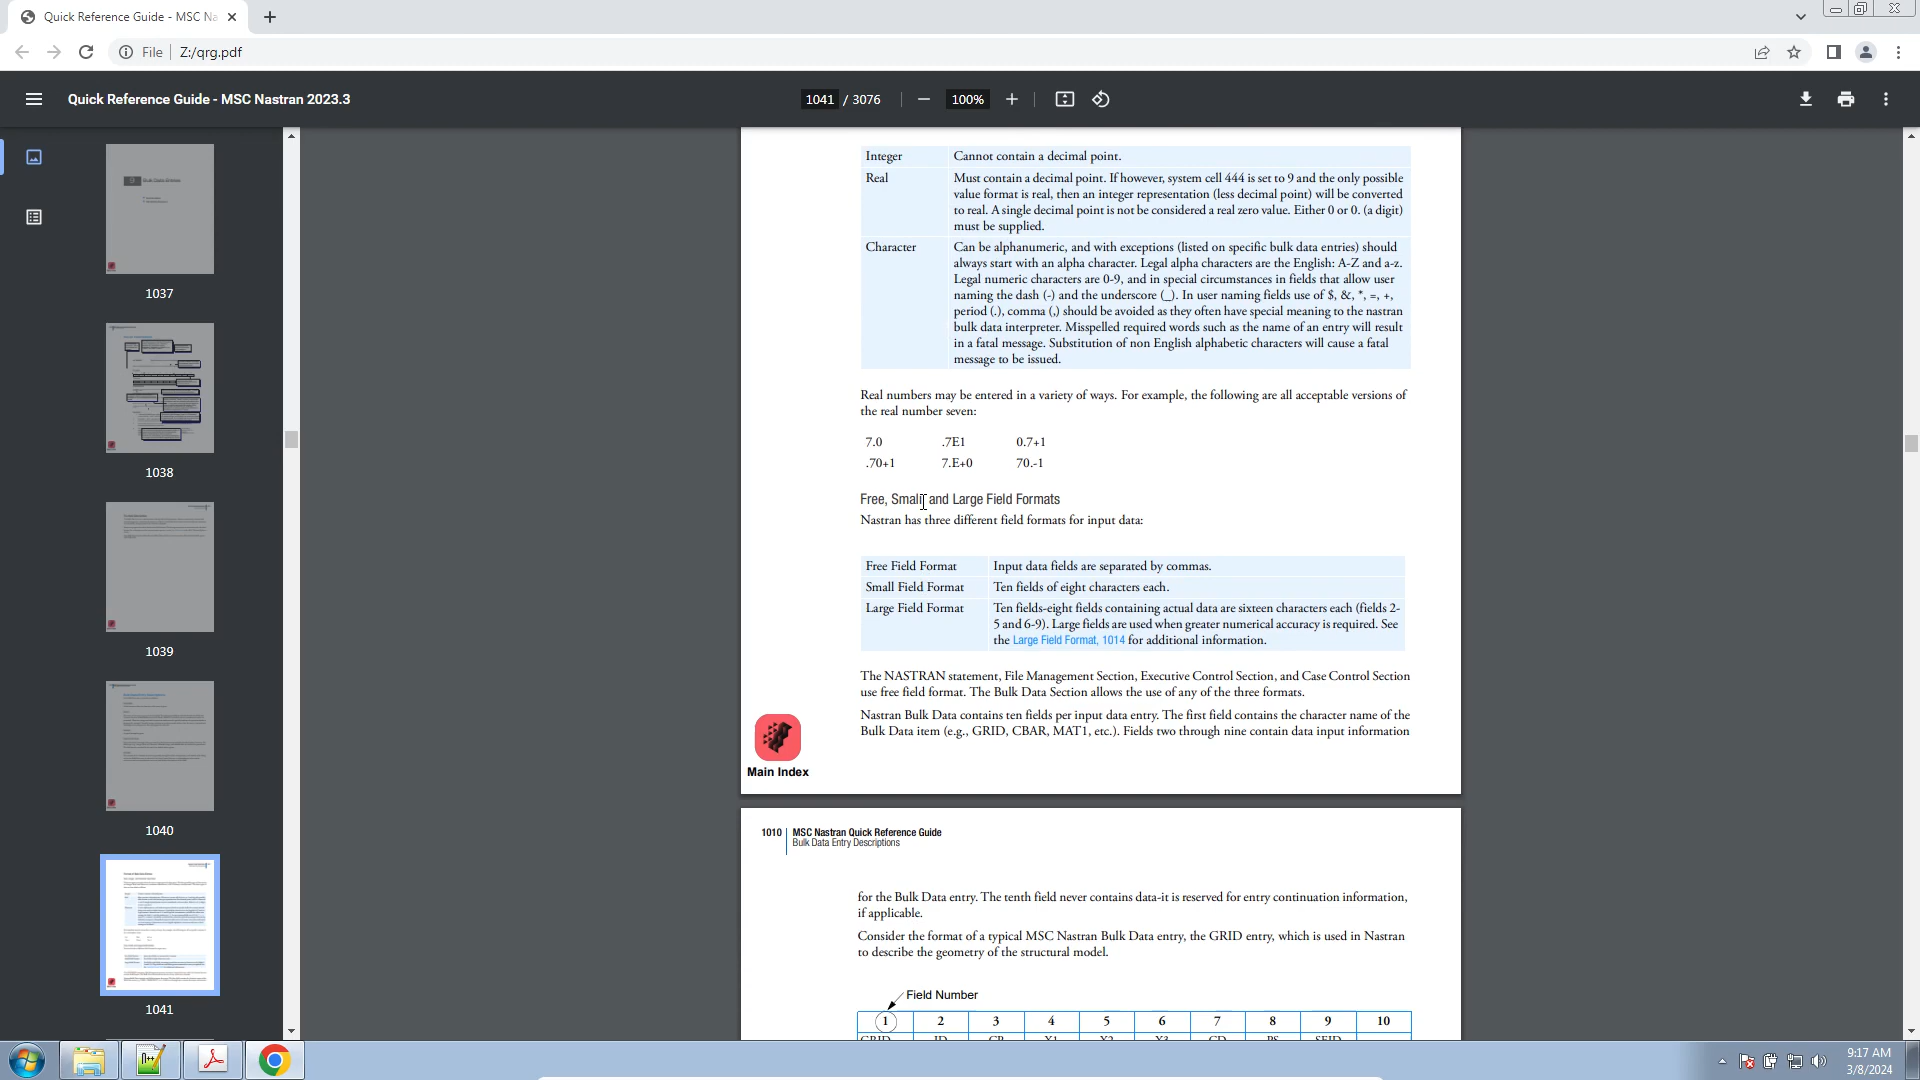 Quick Reference Guide - MSC Na
File Z:/qrg.pdf
Quick Reference Guide - MSC Nastran 2023.3
1041 / 3076
100%
1037
1038
1039
1040
1041
Integer Cannot contain a decimal point.
Real Must contain a decimal point. If however, system cell 444 is set to 9 and the only possible
value format is real, then an integer representation (less decimal point) will be converted
to real. A single decimal point is not be considered a real zero value. Either 0 or 0. (a digit)
must be supplied.
Character Can be alphanumeric, and with exceptions (listed on specific bulk data entries) should
always start with an alpha character. Legal alpha characters are the English: A-Z and a-z.
Legal numeric characters are 0-9, and in special circumstances in fields that allow user
naming the dash (-) and the underscore (_). In user naming fields use of $, &, *, =, +,
period (.), comma (,) should be avoided as they often have special meaning to the nastran
bulk data interpreter. Misspelled required words such as the name of an entry will result
in a fatal message. Substitution of non English alphabetic characters will cause a fatal
message to be issued.
Real numbers may be entered in a variety of ways. For example, the following are all acceptable versions of
the real number seven:
7.0 .7E1 0.7+1
.70+1 7.E+0 70.-1
Free, Small and Large Field Formats
Nastran has three different field formats for input data:
Free Field Format Input data fields are separated by commas.
Small Field Format Ten fields of eight characters each.
Large Field Format Ten fields-eight fields containing actual data are sixteen characters each (fields 2-
5 and 6-9). Large fields are used when greater numerical accuracy is required. See
the Large Field Format, 1014 for additional information.
The NASTRAN statement, File Management Section, Executive Control Section, and Case Control Section
use free field format. The Bulk Data Section allows the use of any of the three formats.
Nastran Bulk Data contains ten fields per input data entry. The first field contains the character name of the
Bulk Data item (e.g., GRID, CBAR, MAT1, etc.). Fields two through nine contain data input information
Main Index
1010 MSC Nastran Quick Reference Guide
Bulk Data Entry Descriptions
for the Bulk Data entry. The tenth field never contains data-it is reserved for entry continuation information,
if applicable.
Consider the format of a typical MSC Nastran Bulk Data entry, the GRID entry, which is used in Nastran
to describe the geometry of the structural model.
Field Number
1 2 3 4 5 6 7 8 9 10
GRID ID CP X1 X2 X3 CD PS SEID
9:17 AM
3/8/2024